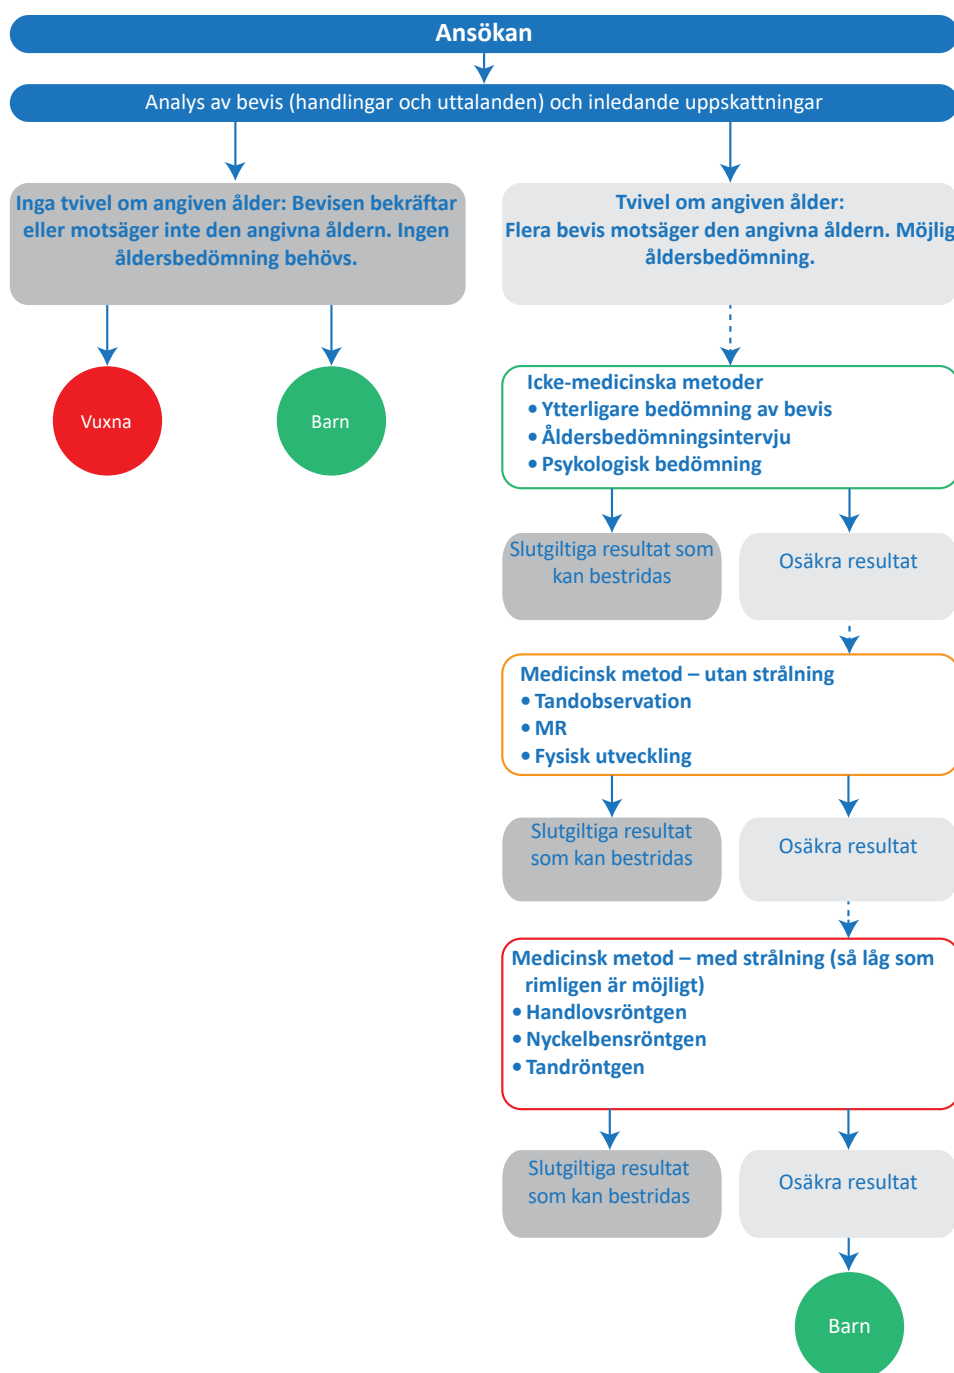 Ansökan
Analys av bevis (handlingar och uttalanden) och inledande uppskattningar
Inga tvivel om angiven ålder: Bevisen bekräftar
eller motsäger inte den angivna åldern. Ingen
åldersbedömning behövs.
Tvivel om angiven ålder:
Flera bevis motsäger den angivna åldern. Möjlig
åldersbedömning.
Vuxna
Barn
Icke-medicinska metoder
• Ytterligare bedömning av bevis
• Åldersbedömningsintervju
• Psykologisk bedömning
Slutgiltiga resultat som
kan bestridas
Osäkra resultat
Medicinsk metod – utan strålning
• Tandobservation
• MR
• Fysisk utveckling
Slutgiltiga resultat
som kan bestridas
Osäkra resultat
Medicinsk metod – med strålning (så låg som
rimligen är möjligt)
• Handlovsröntgen
• Nyckelbensröntgen
• Tandröntgen
Slutgiltiga resultat
som kan bestridas
Osäkra resultat
Barn